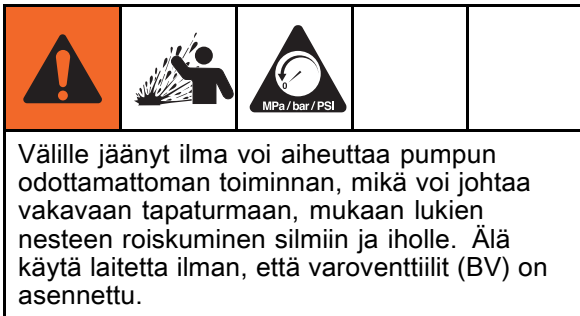 0
MPa/bar/PSI
Välille jäänyt ilma voi aiheuttaa pumpun
odottamattoman toiminnan, mikä voi johtaa
vakavaan tapaturmaan, mukaan lukien
nesteen roiskuminen silmiin ja iholle. Älä
käytä laitetta ilman, että varoventtiilit (BV) on
asennettu.